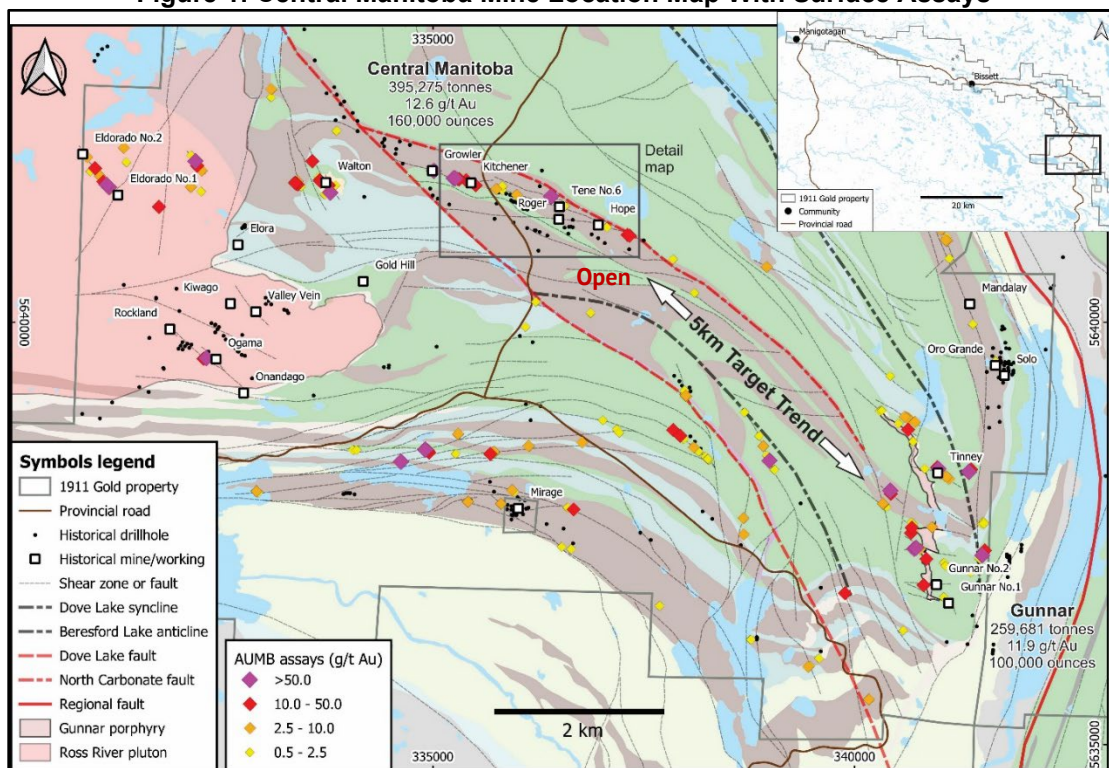 Figure 1: Central Manitoba Mine Location Map With Surface Assays
335000
Central Manitoba
395,275 tonnes
12.6 g/t Au
160,000 ounces
Manigotagan
Bissett
1911 Gold property
Community
Provincial road
20 km
Eldorado No.2
Eldorado No.1
Walton
Growler
Kitchener
Detail
map
Tene No.6
Roger
Hope
Elora
Gold Hill
Open
Kiwago
Valley Vein
Rockland
Ogama
Onandago
5640000
5km Target Trend
Mandalay
5640000
Oro Grande
Solo
Tinney
Mirage
Gunnar No.2
Gunnar No.1
Gunnar
259,681 tonnes
11.9 g/t Au
100,000 ounces
Symbols legend
1911 Gold property
Provincial road
Historical drillhole
Historical mine/working
Shear zone or fault
Dove Lake syncline
Beresford Lake anticline
Dove Lake fault
North Carbonate fault
Regional fault
Gunnar porphyry
Ross River pluton
AUMB assays (g/t Au)
>50.0
10.0 - 50.0
2.5 - 10.0
0.5 - 2.5
2 km
335000
340000
5635000